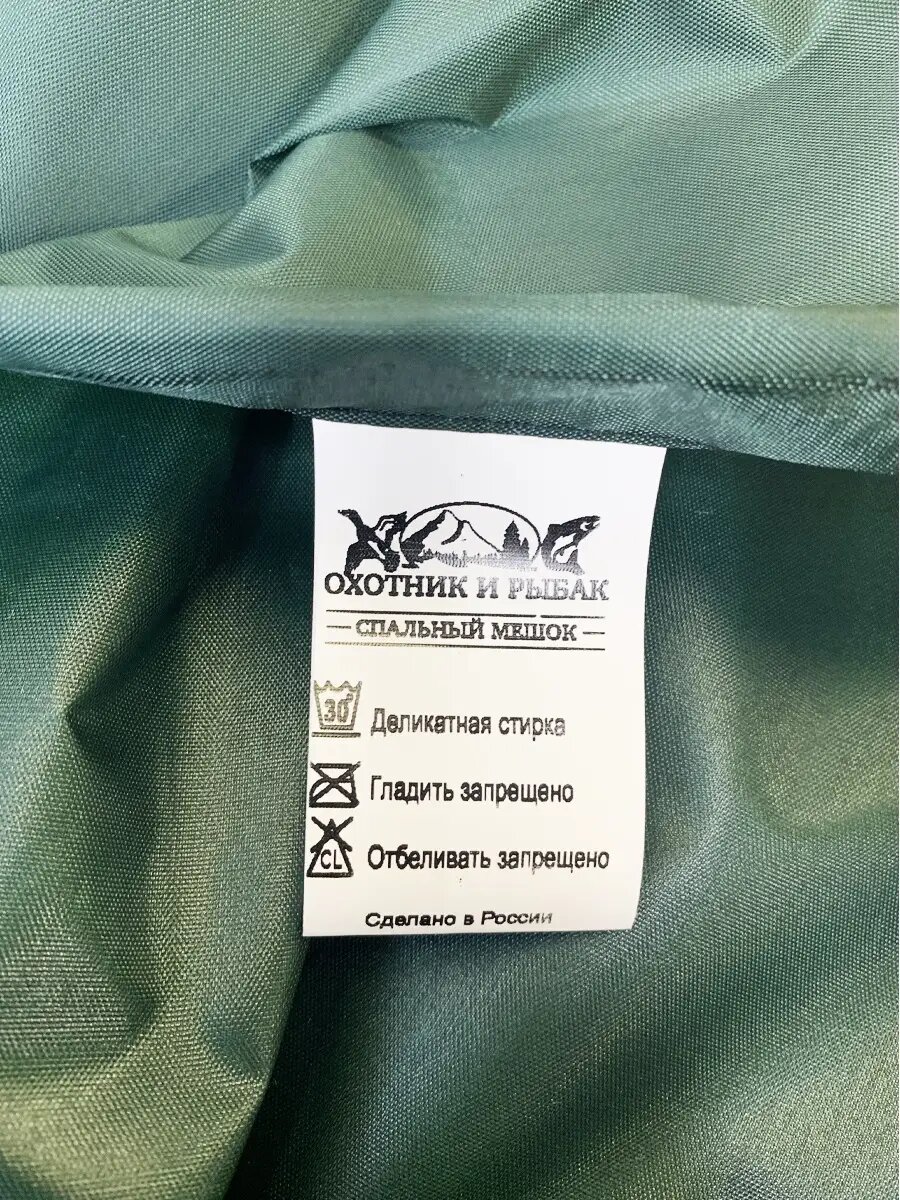 ОХОТНИК И РЫБАК
— СПАЛЬНЫЙ МЕШОК —
30° Деликатная стирка
Гладить запрещено
CL Отбеливать запрещено
Сделано в России